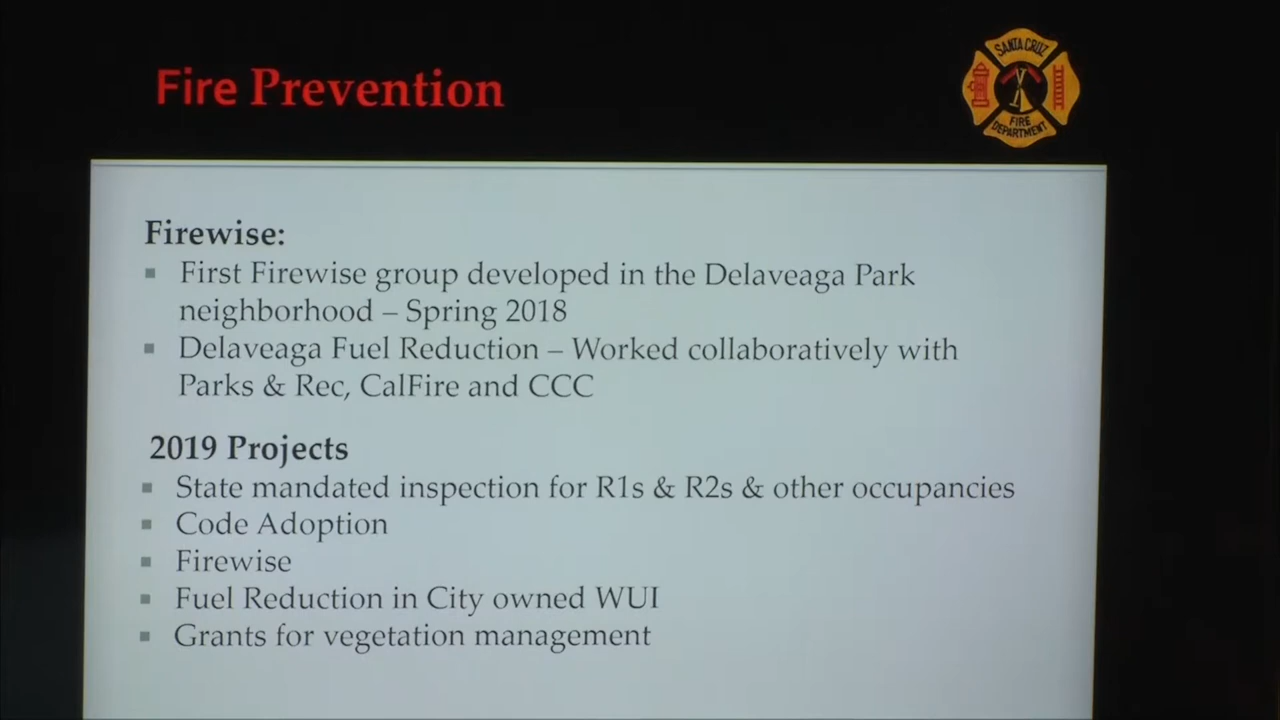 Fire Prevention
SANTA CRUZ
FIRE
DEPARTMENT
Firewise:
▪ First Firewise group developed in the Delaveaga Park
neighborhood – Spring 2018
▪ Delaveaga Fuel Reduction – Worked collaboratively with
Parks & Rec, CalFire and CCC
2019 Projects
▪ State mandated inspection for R1s & R2s & other occupancies
▪ Code Adoption
▪ Firewise
▪ Fuel Reduction in City owned WUI
▪ Grants for vegetation management